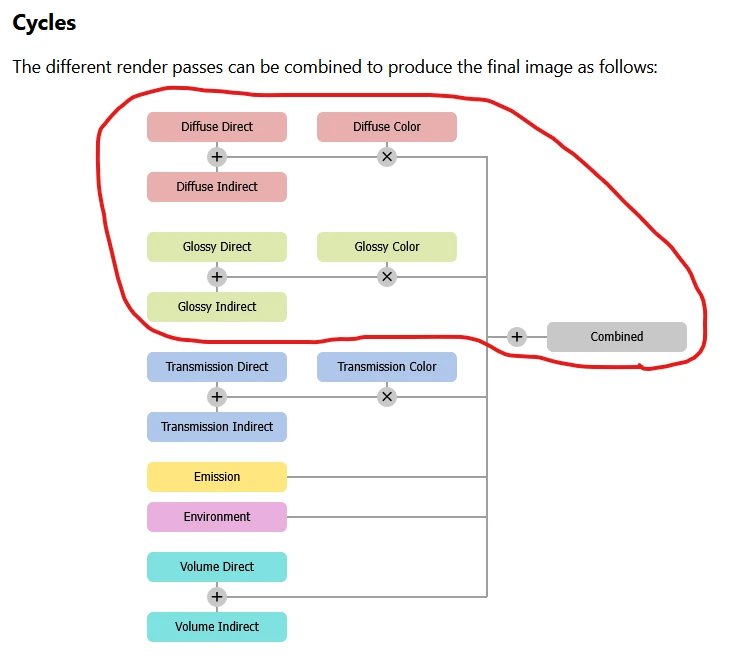 Cycles
The different render passes can be combined to produce the final image as follows:
Diffuse Direct
Diffuse Color
+
×
Diffuse Indirect
Glossy Direct
Glossy Color
+
×
Glossy Indirect
+
Combined
Transmission Direct
Transmission Color
+
×
Transmission Indirect
Emission
Environment
Volume Direct
+
Volume Indirect